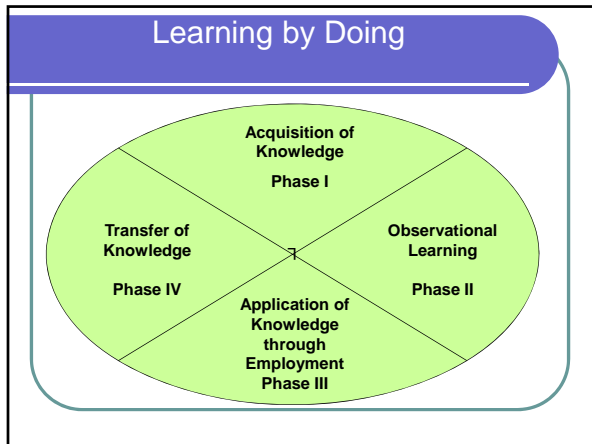 Learning by Doing
Acquisition of
Knowledge
Phase I
Observational
Learning
Phase II
Application of
Knowledge
through
Employment
Phase III
Transfer of
Knowledge
Phase IV